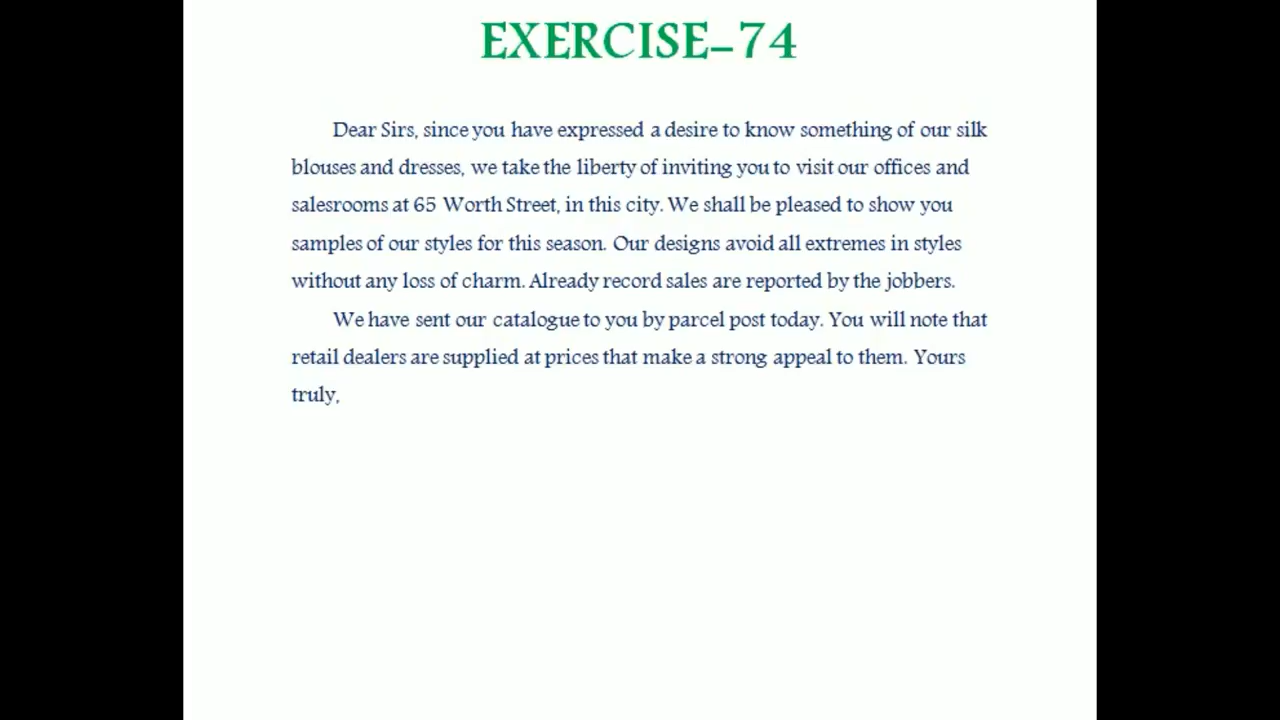 EXERCISE-74
Dear Sirs, since you have expressed a desire to know something of our silk
blouses and dresses, we take the liberty of inviting you to visit our offices and
salesrooms at 65 Worth Street, in this city. We shall be pleased to show you
samples of our styles for this season. Our designs avoid all extremes in styles
without any loss of charm. Already record sales are reported by the jobbers.
We have sent our catalogue to you by parcel post today. You will note that
retail dealers are supplied at prices that make a strong appeal to them. Yours
truly,